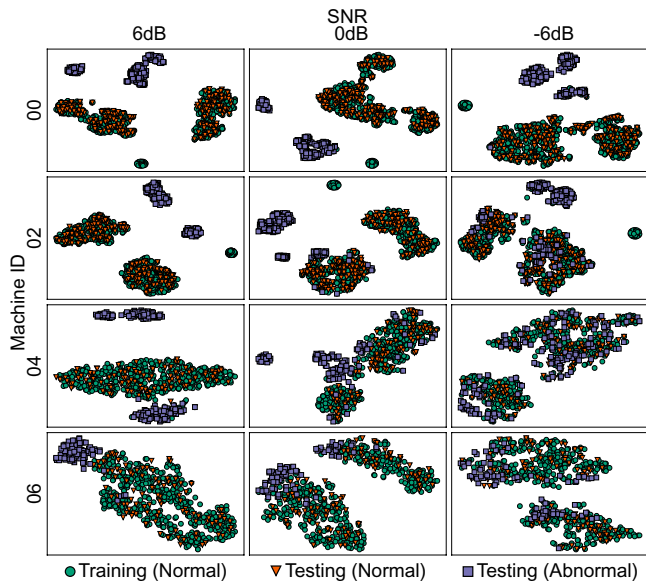 SNR
6dB 0dB -6dB
Machine ID
00
02
04
06
Training (Normal) Testing (Normal) Testing (Abnormal)